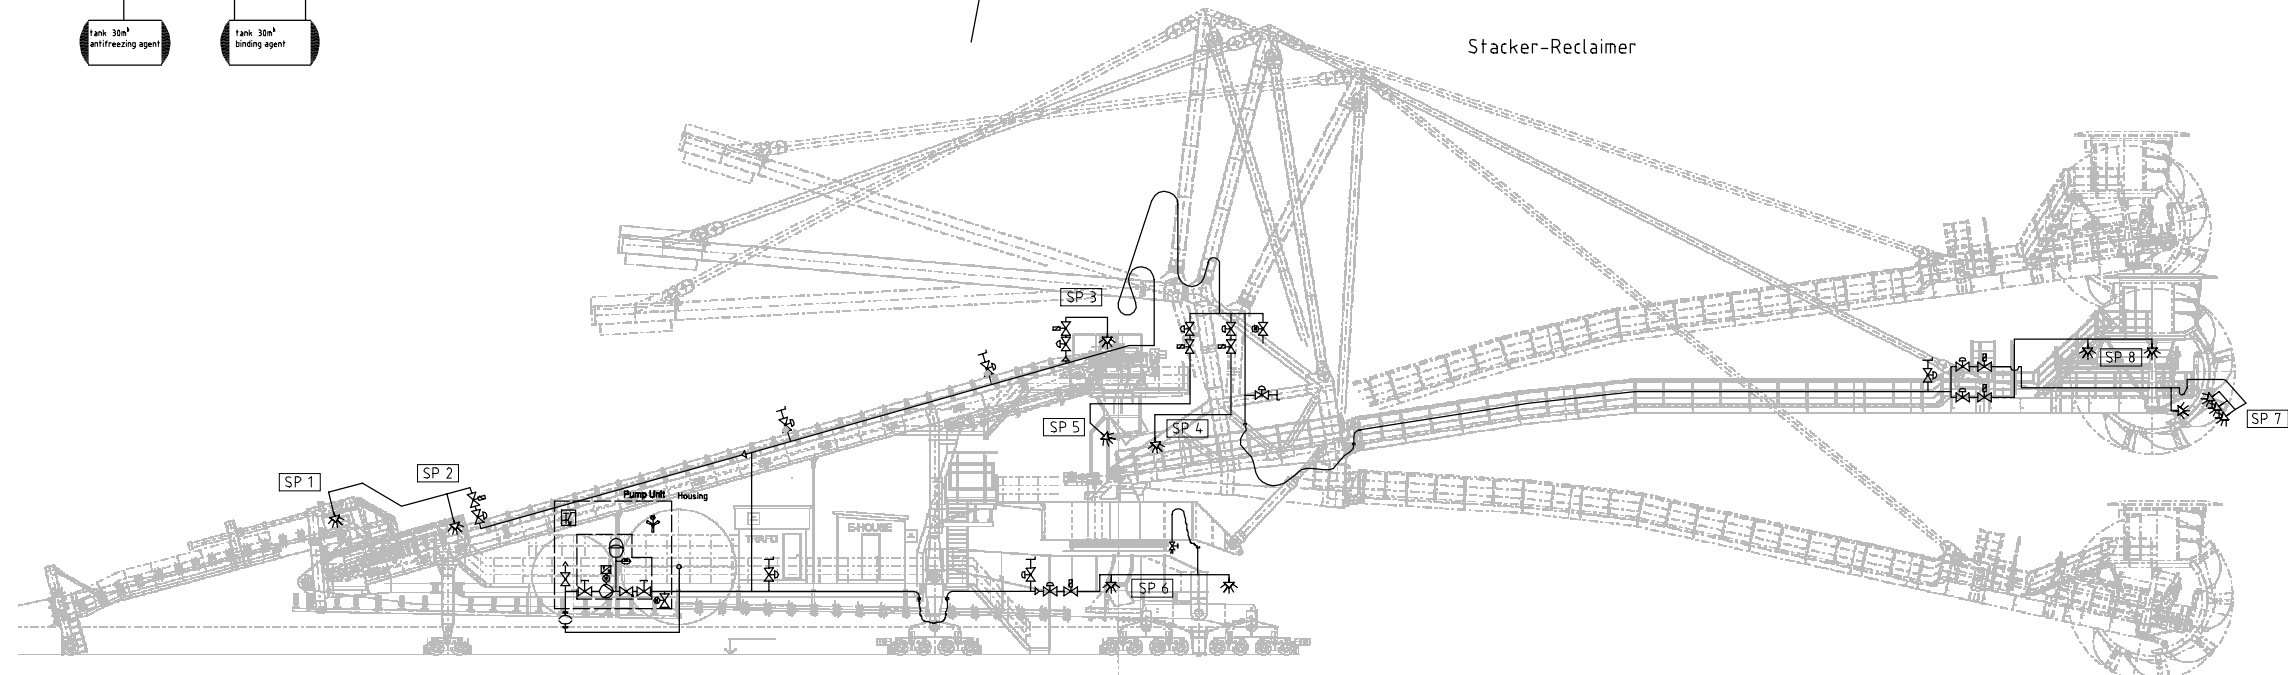 tank 30m³
antifreezing agent
tank 30m³
binding agent
Stacker-Reclaimer
SP 3
SP 8
SP 7
SP 5
SP 4
SP 1
SP 2
Pump Unit
Housing
TRAFO
E-HOUSE
SP 6